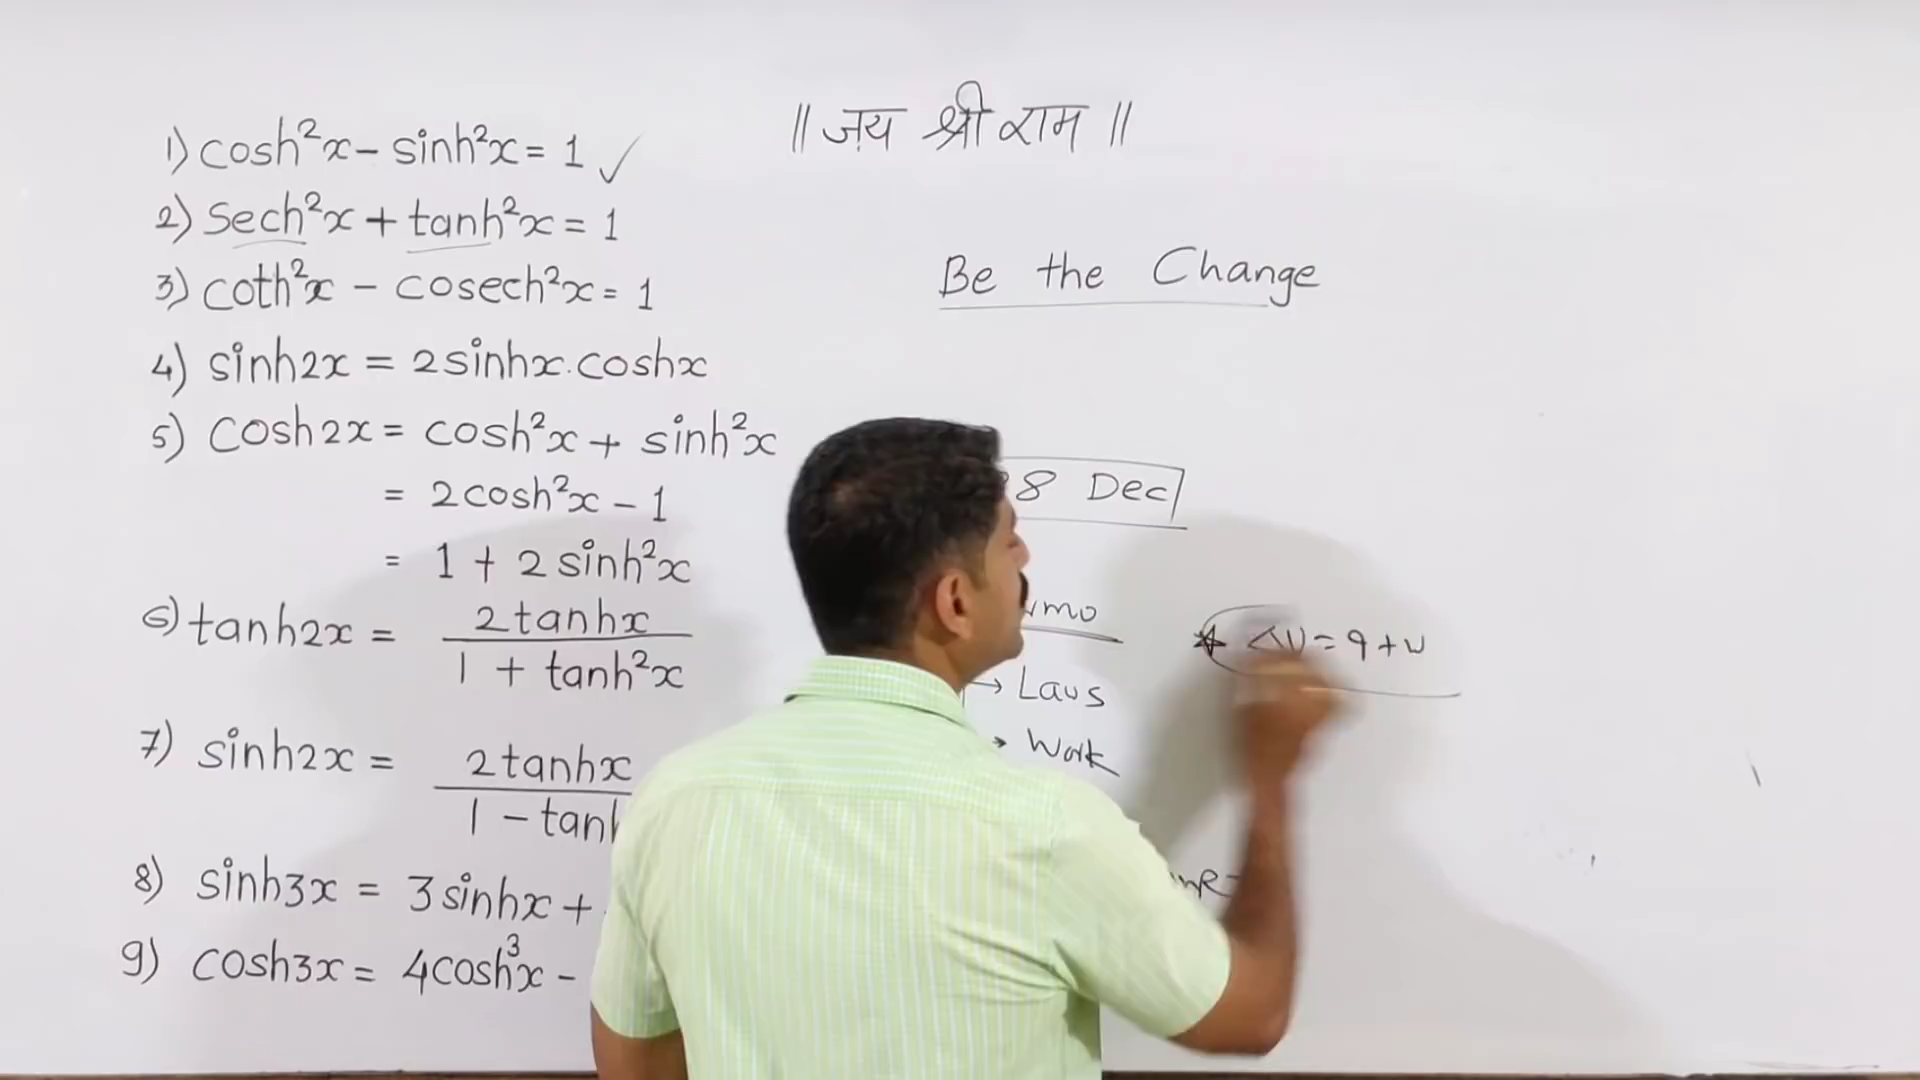 1) cosh²x - sinh²x = 1 ✓
2) Sech²x + tanh²x = 1
3) coth²x - cosech²x = 1
4) sinh2x = 2sinhx.coshx
5) Cosh2x = cosh²x + sinh²x
= 2cosh²x - 1
= 1 + 2sinh²x
6) tanh2x = 2tanhx / 1 + tanh²x
7) sinh2x = 2tanhx / 1 - tanh
8) sinh3x = 3sinhx +
9) cosh3x = 4cosh³x -
॥ जय श्री राम ॥
Be the Change
8 Dec
→ Laws
→ Work
* ΔU = q + w